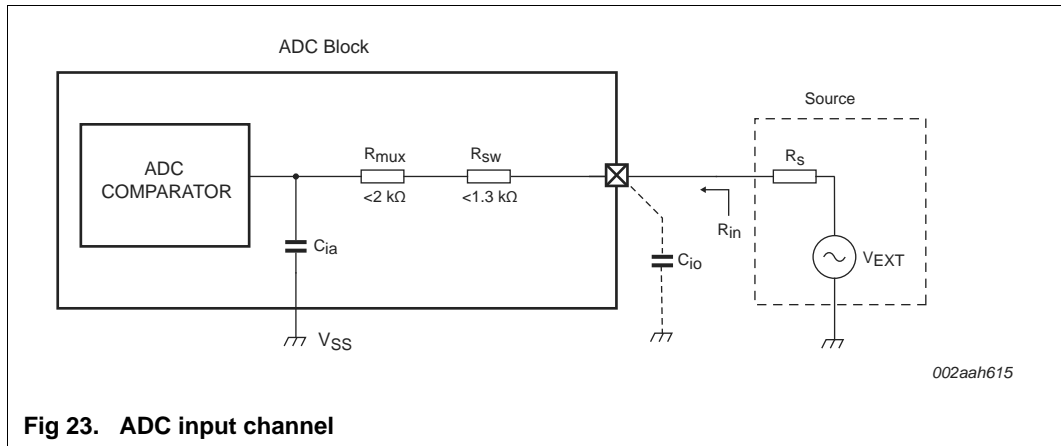 ADC Block
Source
ADC
COMPARATOR
Rmux
<2 kΩ
Rsw
<1.3 kΩ
Rs
Rin
Cia
Cio
VEXT
VSS
002aah615
Fig 23. ADC input channel